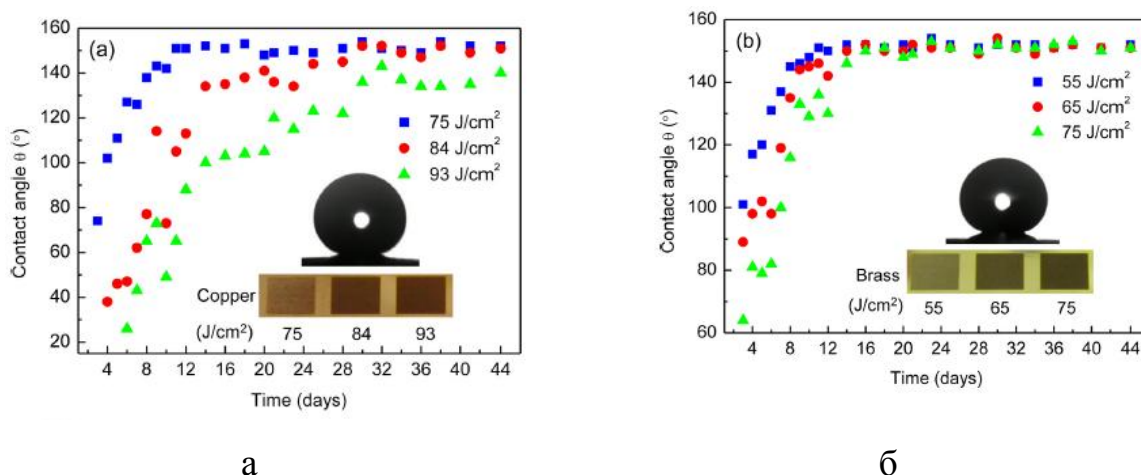 (a)
160
140
120
100
80
60
40
20
Contact angle θ (°)
75 J/cm²
84 J/cm²
93 J/cm²
Copper
(J/cm²) 75 84 93
4 8 12 16 20 24 28 32 36 40 44
Time (days)
а
(b)
160
140
120
100
80
60
Contact angle θ (°)
55 J/cm²
65 J/cm²
75 J/cm²
Brass
(J/cm²) 55 65 75
0 4 8 12 16 20 24 28 32 36 40 44
Time (days)
б